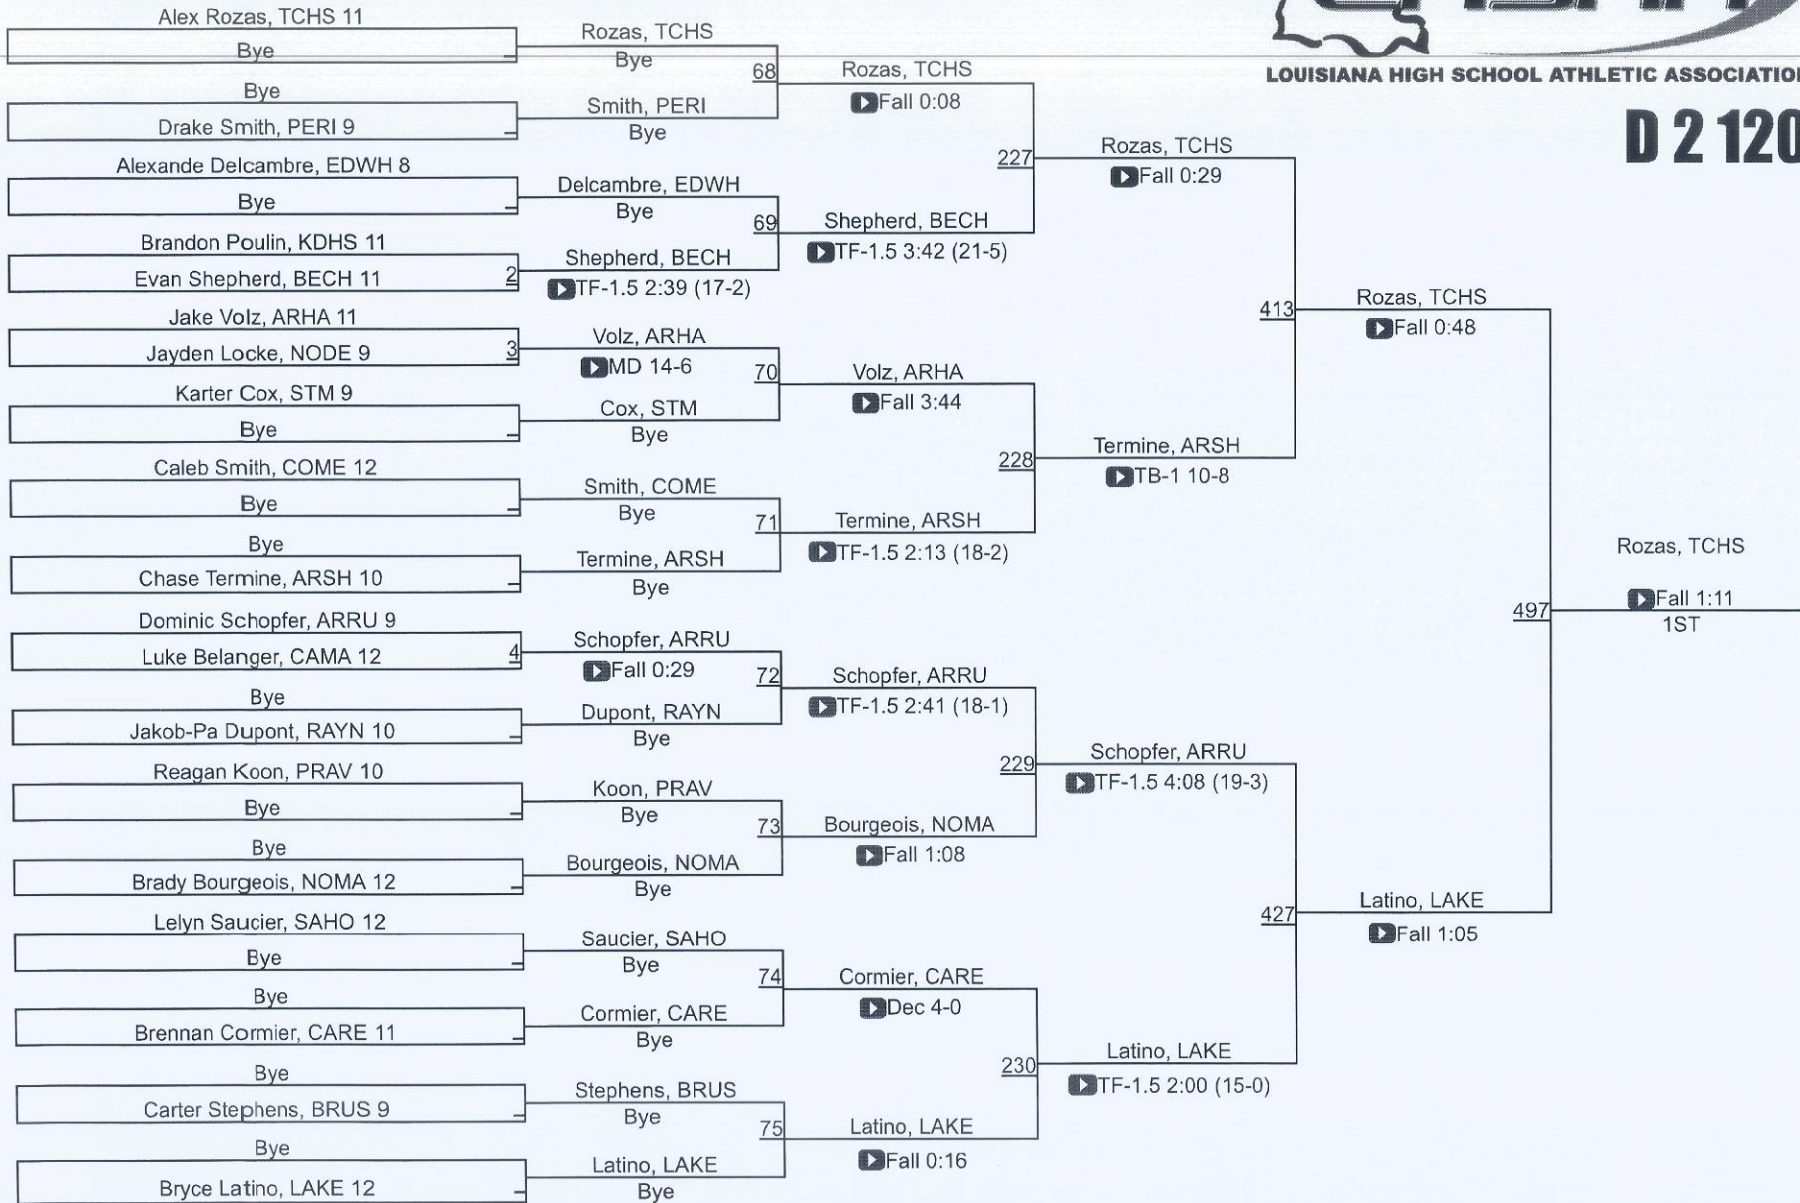 LOUISIANA HIGH SCHOOL ATHLETIC ASSOCIATION
D 2 120
Alex Rozas, TCHS 11
Bye
Bye
Drake Smith, PERI 9
Alexande Delcambre, EDWH 8
Bye
Brandon Poulin, KDHS 11
Evan Shepherd, BECH 11
2
Jake Volz, ARHA 11
Jayden Locke, NODE 9
3
Karter Cox, STM 9
Bye
Caleb Smith, COME 12
Bye
Bye
Chase Termine, ARSH 10
Dominic Schopfer, ARRU 9
Luke Belanger, CAMA 12
4
Bye
Jakob-Pa Dupont, RAYN 10
Reagan Koon, PRAV 10
Bye
Bye
Brady Bourgeois, NOMA 12
Lelyn Saucier, SAHO 12
Bye
Bye
Brennan Cormier, CARE 11
Bye
Carter Stephens, BRUS 9
Bye
Bryce Latino, LAKE 12
Rozas, TCHS
Bye
68
Smith, PERI
Bye
Delcambre, EDWH
Bye
69
Shepherd, BECH
TF-1.5 2:39 (17-2)
Volz, ARHA
MD 14-6
70
Cox, STM
Bye
Smith, COME
Bye
71
Termine, ARSH
Bye
Schopfer, ARRU
Fall 0:29
72
Dupont, RAYN
Bye
Koon, PRAV
Bye
73
Bourgeois, NOMA
Bye
Saucier, SAHO
Bye
74
Cormier, CARE
Bye
Stephens, BRUS
Bye
75
Latino, LAKE
Bye
Rozas, TCHS
Fall 0:08
227
Shepherd, BECH
TF-1.5 3:42 (21-5)
Volz, ARHA
Fall 3:44
228
Termine, ARSH
TF-1.5 2:13 (18-2)
Schopfer, ARRU
TF-1.5 2:41 (18-1)
229
Bourgeois, NOMA
Fall 1:08
Cormier, CARE
Dec 4-0
230
Latino, LAKE
Fall 0:16
Rozas, TCHS
Fall 0:29
413
Termine, ARSH
TB-1 10-8
Schopfer, ARRU
TF-1.5 4:08 (19-3)
427
Latino, LAKE
TF-1.5 2:00 (15-0)
Rozas, TCHS
Fall 0:48
497
Latino, LAKE
Fall 1:05
Rozas, TCHS
Fall 1:11
1ST